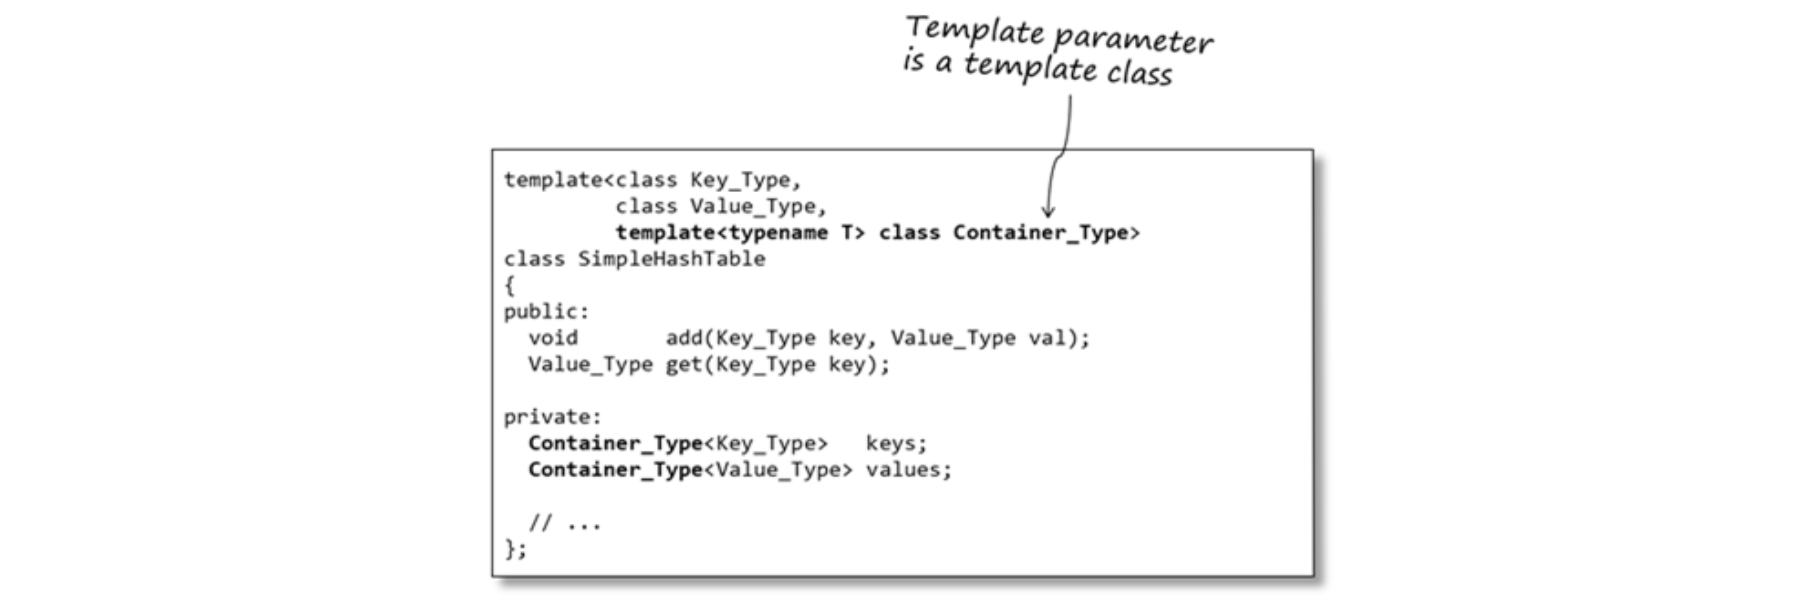 Template parameter
is a template class
template<class Key_Type,
         class Value_Type,
         template<typename T> class Container_Type>
class SimpleHashTable
{
public:
  void       add(Key_Type key, Value_Type val);
  Value_Type get(Key_Type key);

private:
  Container_Type<Key_Type>   keys;
  Container_Type<Value_Type> values;

  // ...
};